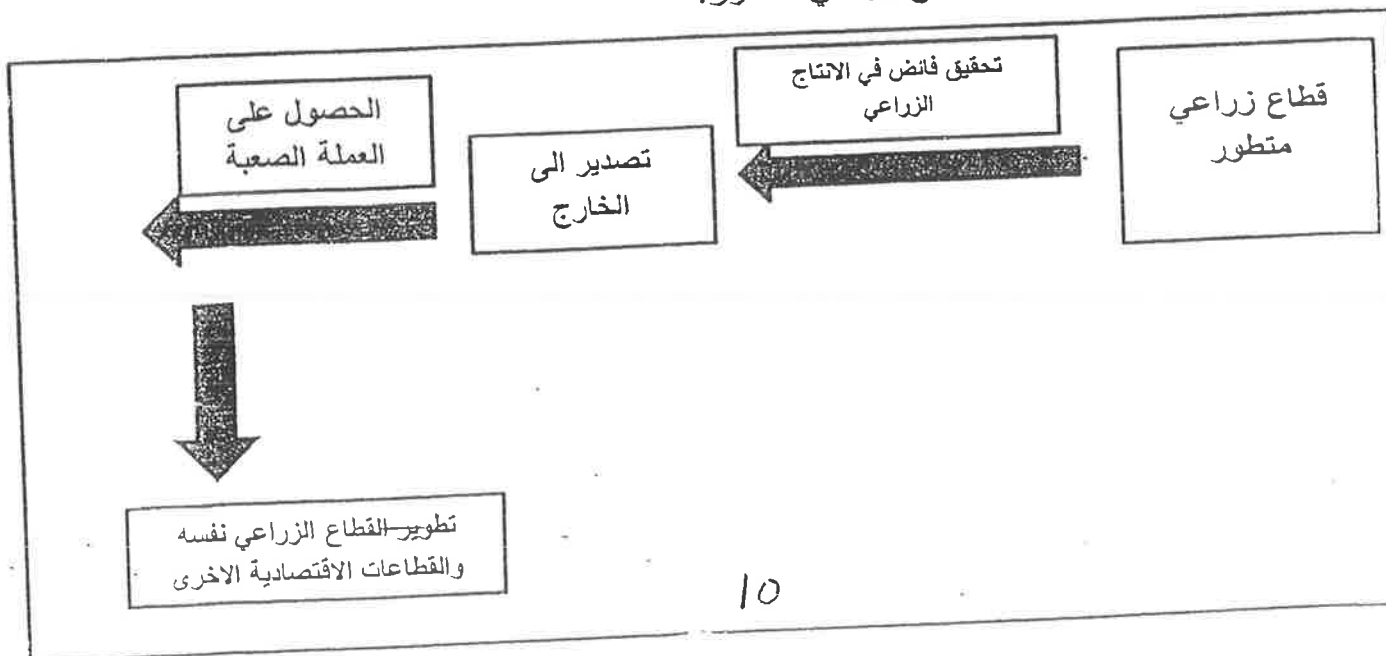 قطاع زراعي
متطور
تحقيق فائض في الانتاج
الزراعي
تصدير الى
الخارج
الحصول على
العملة الصعبة
تطوير القطاع الزراعي نفسه
والقطاعات الاقتصادية الاخرى
10